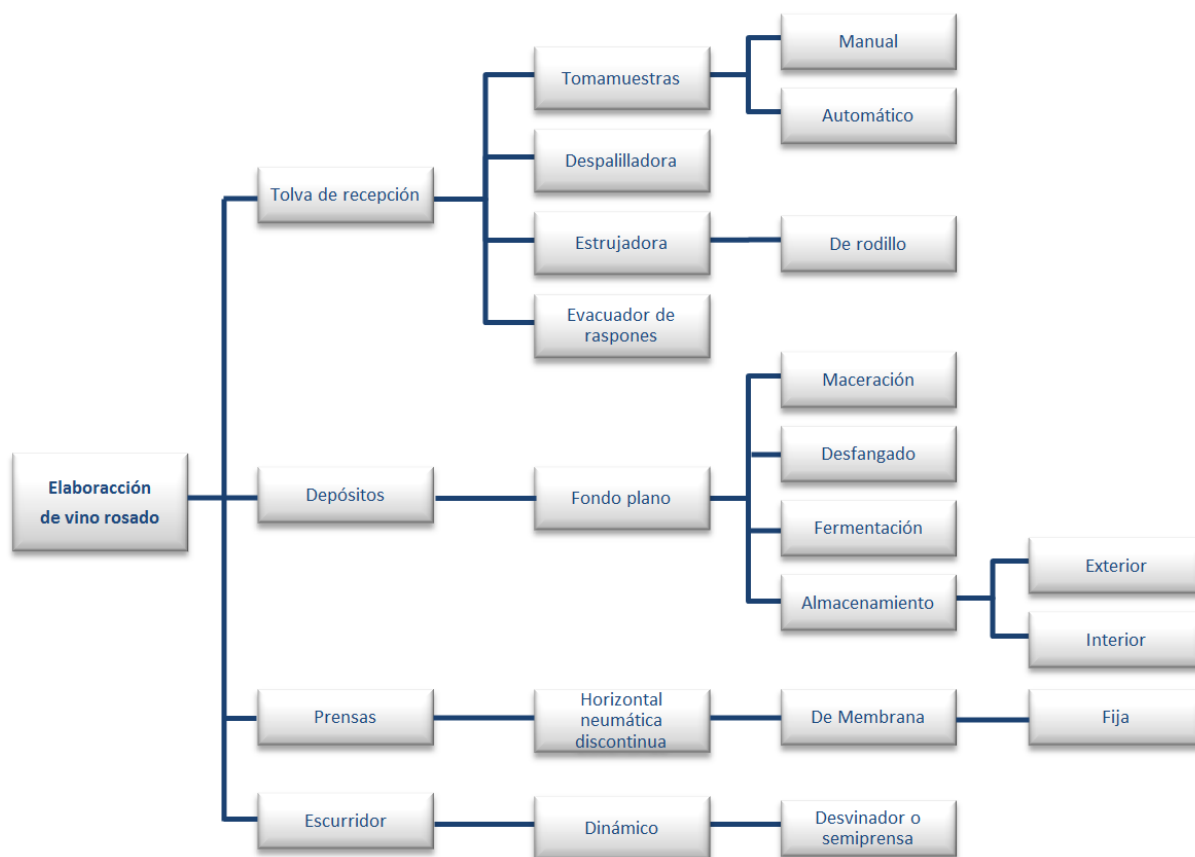 Manual
Tomamuestras
Automático
Despalilladora
Tolva de recepción
Estrujadora
De rodillo
Evacuador de
raspones
Maceración
Desfangado
Elaboracción
de vino rosado
Depósitos
Fondo plano
Fermentación
Exterior
Almacenamiento
Interior
Prensas
Horizontal
neumática
discontinua
De Membrana
Fija
Escurridor
Dinámico
Desvinador o
semiprensa